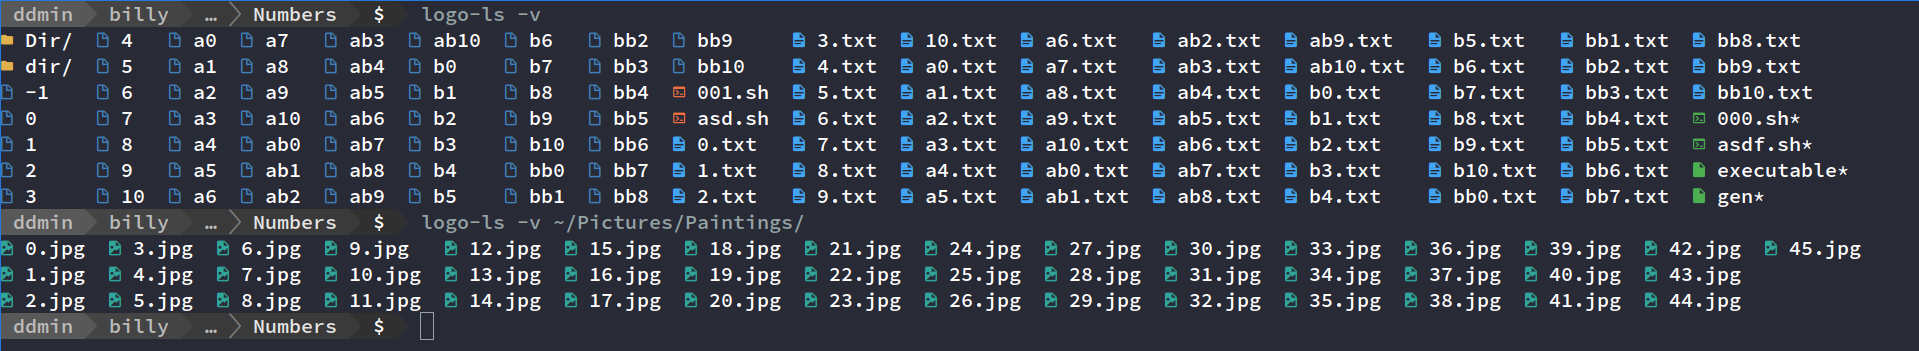 ddmin billy … Numbers $ logo-ls -v
Dir/ 4 a0 a7 ab3 ab10 b6 bb2 bb9 3.txt 10.txt a6.txt ab2.txt ab9.txt b5.txt bb1.txt bb8.txt
dir/ 5 a1 a8 ab4 b0 b7 bb3 bb10 4.txt a0.txt a7.txt ab3.txt ab10.txt b6.txt bb2.txt bb9.txt
-1 6 a2 a9 ab5 b1 b8 bb4 001.sh 5.txt a1.txt a8.txt ab4.txt b0.txt b7.txt bb3.txt bb10.txt
0 7 a3 a10 ab6 b2 b9 bb5 asd.sh 6.txt a2.txt a9.txt ab5.txt b1.txt b8.txt bb4.txt 000.sh*
1 8 a4 ab0 ab7 b3 b10 bb6 0.txt 7.txt a3.txt a10.txt ab6.txt b2.txt b9.txt bb5.txt asdf.sh*
2 9 a5 ab1 ab8 b4 bb0 bb7 1.txt 8.txt a4.txt ab0.txt ab7.txt b3.txt b10.txt bb6.txt executable*
3 10 a6 ab2 ab9 b5 bb1 bb8 2.txt 9.txt a5.txt ab1.txt ab8.txt b4.txt bb0.txt bb7.txt gen*
ddmin billy … Numbers $ logo-ls -v ~/Pictures/Paintings/
0.jpg 3.jpg 6.jpg 9.jpg 12.jpg 15.jpg 18.jpg 21.jpg 24.jpg 27.jpg 30.jpg 33.jpg 36.jpg 39.jpg 42.jpg 45.jpg
1.jpg 4.jpg 7.jpg 10.jpg 13.jpg 16.jpg 19.jpg 22.jpg 25.jpg 28.jpg 31.jpg 34.jpg 37.jpg 40.jpg 43.jpg
2.jpg 5.jpg 8.jpg 11.jpg 14.jpg 17.jpg 20.jpg 23.jpg 26.jpg 29.jpg 32.jpg 35.jpg 38.jpg 41.jpg 44.jpg
ddmin billy … Numbers $